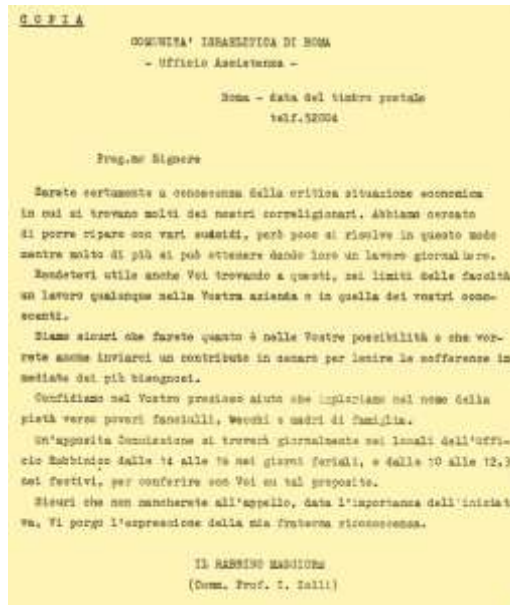 COPIA
COMUNITA' ISRAELITICA DI ROMA
- Ufficio Assistenza -
Roma - data del timbro postale
telf.52004
Preg.mo Signore
Sarete certamente a conoscenza della critica situazione economica
in cui si trovano molti dei nostri correligionari. Abbiamo cercato
di porre riparo con vari sussidi, però poco si risolve in questo modo
mentre molto di più si può ottenere dando loro un lavoro giornaliero.
Rendetevi utile anche Voi trovando a questi, nei limiti delle facoltà
un lavoro qualunque nella Vostra azienda o in quella dei vostri cono-
scenti.
Siamo sicuri che farete quanto è nelle Vostre possibilità e che vor-
rete anche inviarci un contributo in denaro per lenire le sofferenze im
mediate dei più bisognosi.
Confidiamo nel Vostro prezioso aiuto che imploriamo nel nome della
pietà verso poveri fanciulli, vecchi e madri di famiglia.
Un'apposita Commissione si troverà giornalmente nei locali dell'Uffi-
cio Rabbinico dalle 14 alle 16 nei giorni feriali, e dalle 10 alle 12,3
nei festivi, per conferire con Voi su tal proposito.
Sicuri che non mancherete all'appello, data l'importanza dell'iniziat
va, Vi porgo l'espressione della mia fraterna riconoscenza.
IL RABBINO MAGGIORE
(Comm. Prof. I. Zolli)